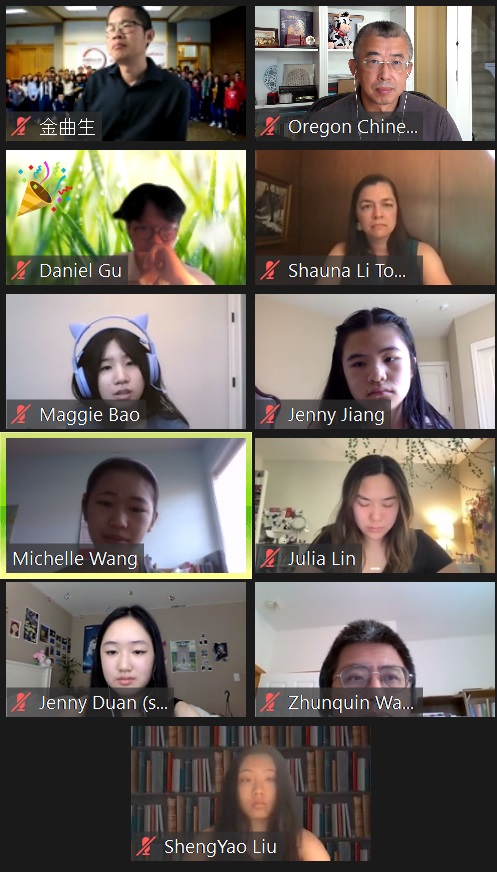 金曲生
Oregon Chine...
Daniel Gu
Shauna Li To...
Maggie Bao
Jenny Jiang
Michelle Wang
Julia Lin
Jenny Duan (s...
Zhunquin Wa...
ShengYao Liu